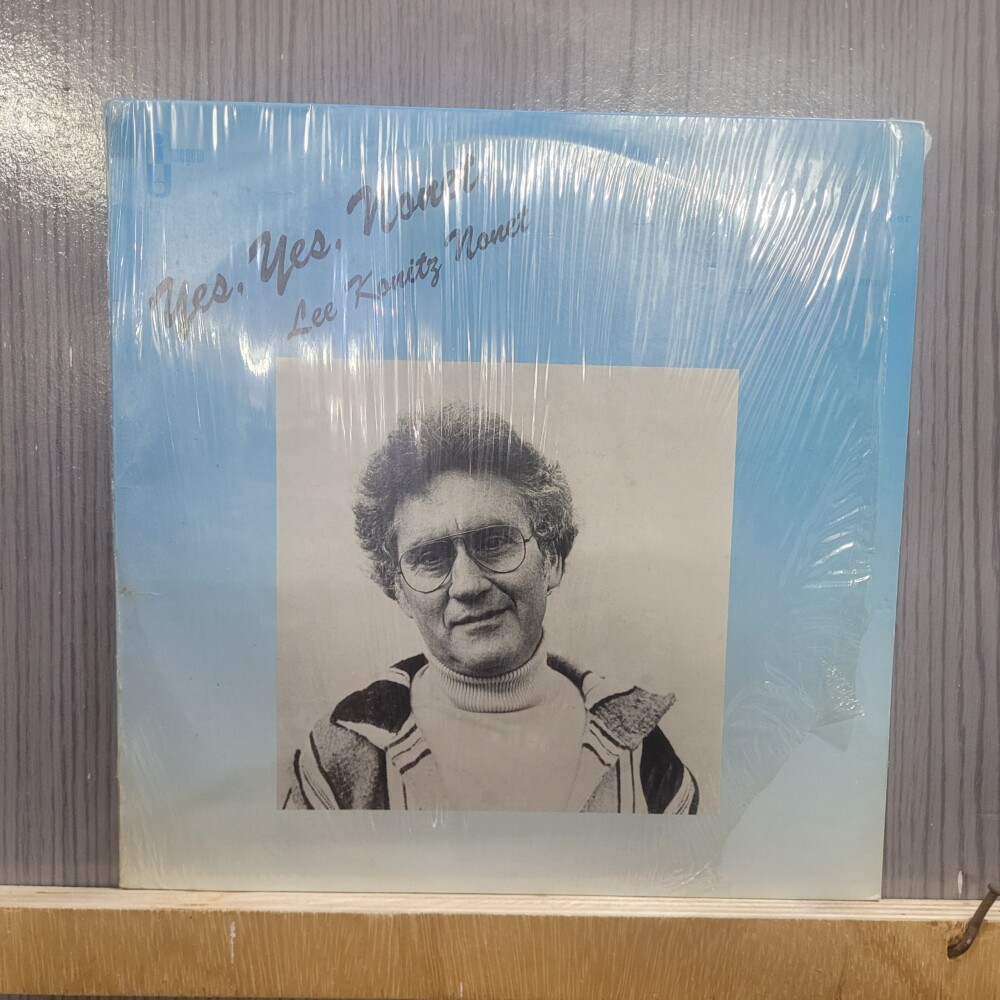 Yes, Yes, Nonet
Lee Konitz Nonet